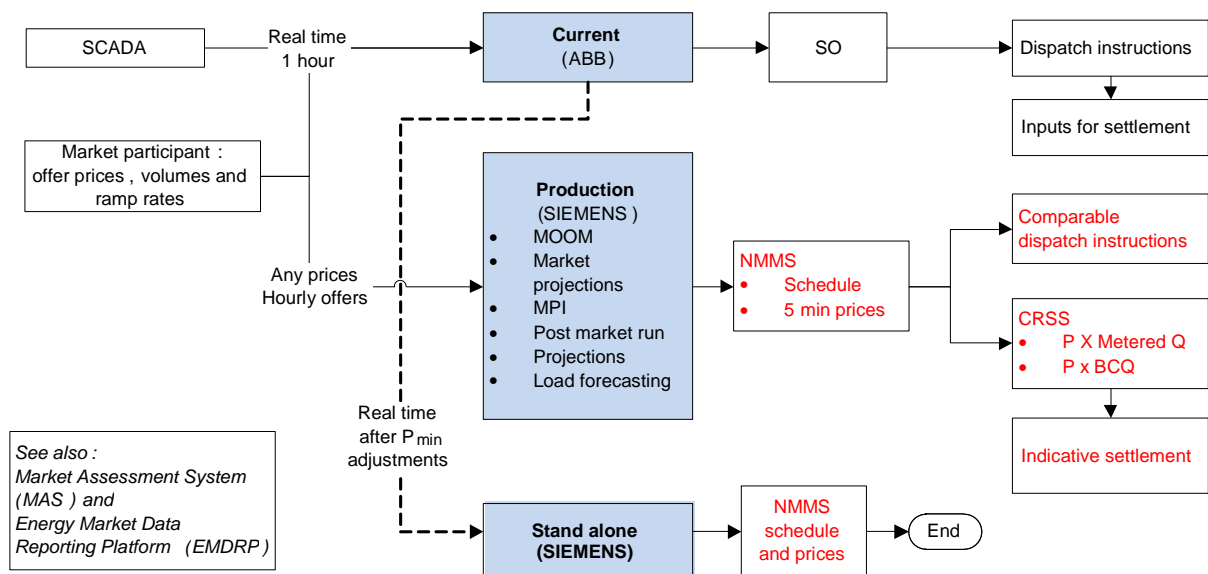 SCADA
Real time
1 hour
Current
(ABB)
SO
Dispatch instructions
Inputs for settlement
Market participant :
offer prices , volumes and
ramp rates
Any prices
Hourly offers
Production
(SIEMENS )
• MOOM
• Market
projections
• MPI
• Post market run
• Projections
• Load forecasting
NMMS
• Schedule
• 5 min prices
Comparable
dispatch instructions
CRSS
• P X Metered Q
• P x BCQ
Indicative settlement
Real time
after Pmin
adjustments
See also :
Market Assessment System
(MAS ) and
Energy Market Data
Reporting Platform (EMDRP )
Stand alone
(SIEMENS)
NMMS
schedule
and prices
End